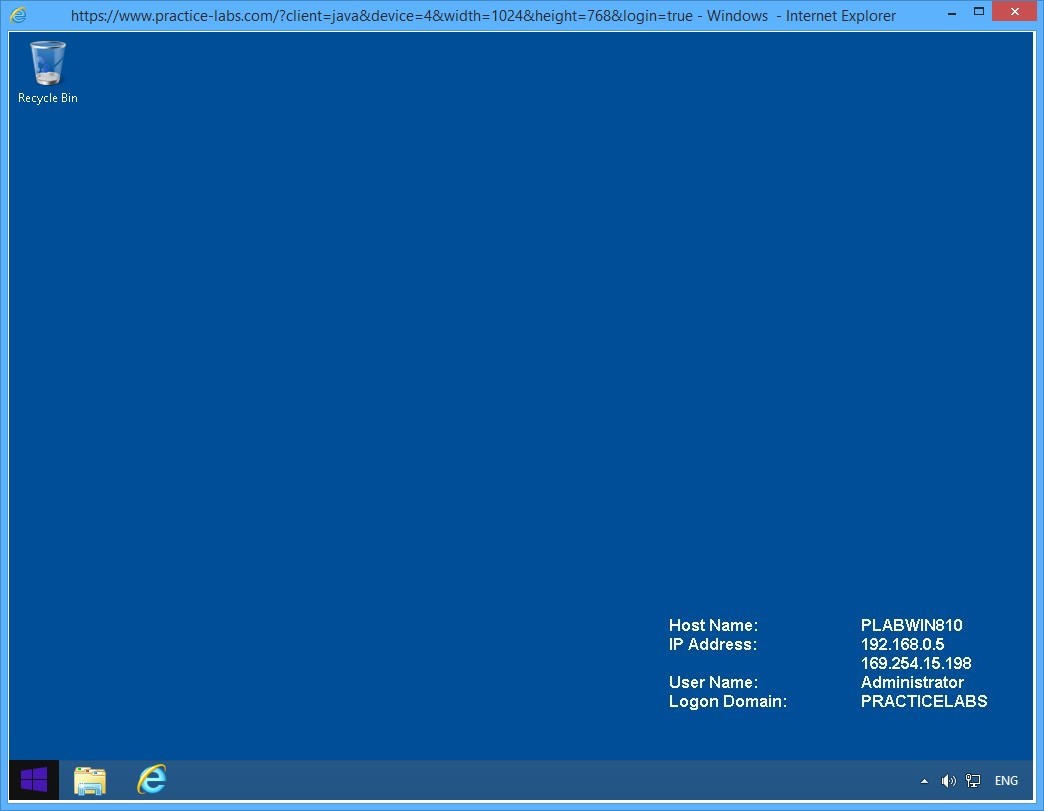 https://www.practice-labs.com/?client=java&device=4&width=1024&height=768&login=true - Windows - Internet Explorer
Recycle Bin
Host Name: PLABWIN810
IP Address: 192.168.0.5
169.254.15.198
User Name: Administrator
Logon Domain: PRACTICELABS
ENG